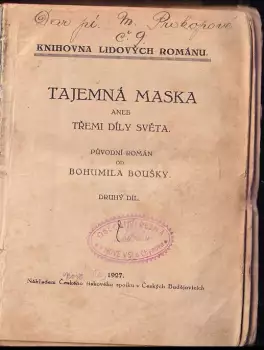 Dar pí. M. Prokopové
č. 9
KNIHOVNA LIDOVÝCH ROMÁNU.
TAJEMNÁ MASKA
ANEB
TŘEMI DÍLY SVĚTA.
PŮVODNÍ ROMÁN
OD
BOHUMILA BOUŠKY.
DRUHÝ DÍL.
1907.
Nákladem Českého tiskového spolku v Českých Budějovicích